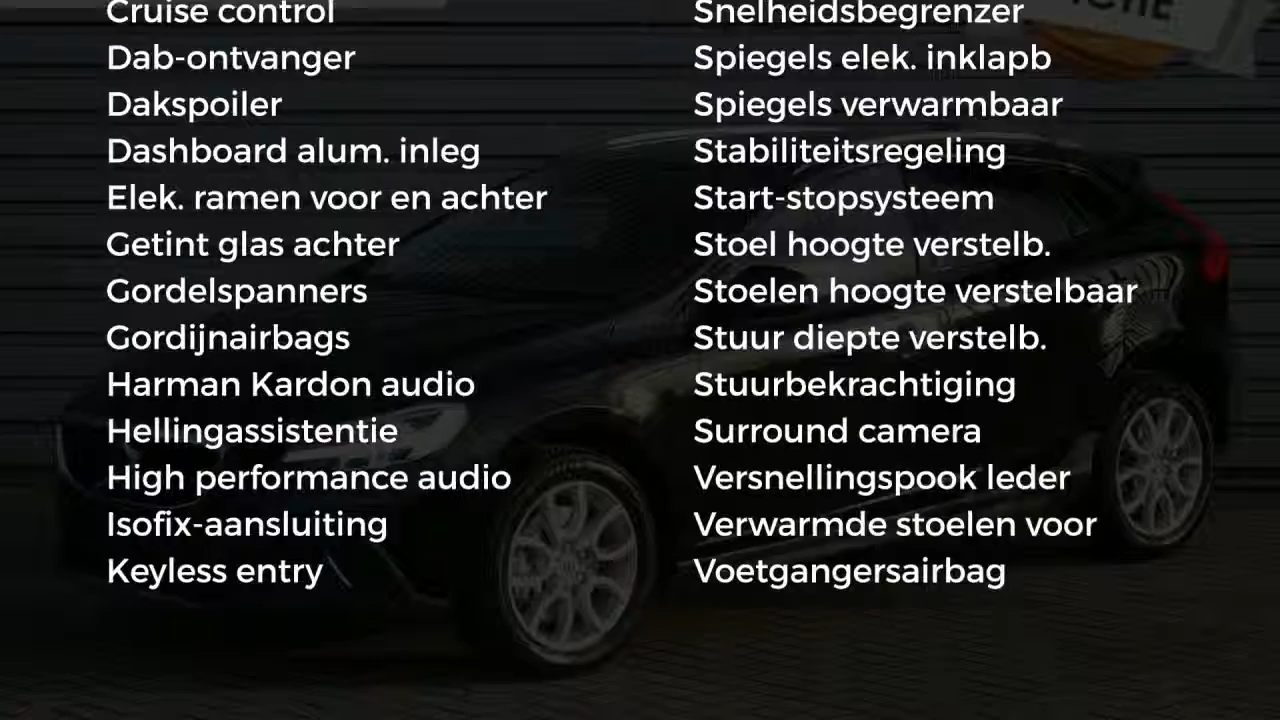 Cruise control
Dab-ontvanger
Dakspoiler
Dashboard alum. inleg
Elek. ramen voor en achter
Getint glas achter
Gordelspanners
Gordijnairbags
Harman Kardon audio
Hellingassistentie
High performance audio
Isofix-aansluiting
Keyless entry
Snelheidsbegrenzer
Spiegels elek. inklapb
Spiegels verwarmbaar
Stabiliteitsregeling
Start-stopsysteem
Stoel hoogte verstelb.
Stoelen hoogte verstelbaar
Stuur diepte verstelb.
Stuurbekrachtiging
Surround camera
Versnellingspook leder
Verwarmde stoelen voor
Voetgangersairbag